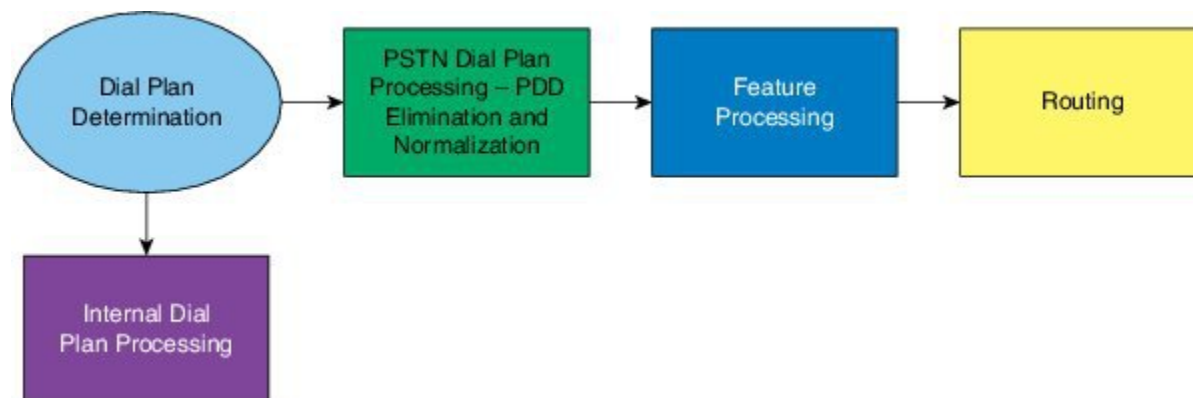 Dial Plan
Determination
PSTN Dial Plan
Processing – PDD
Elimination and
Normalization
Feature
Processing
Routing
Internal Dial
Plan Processing